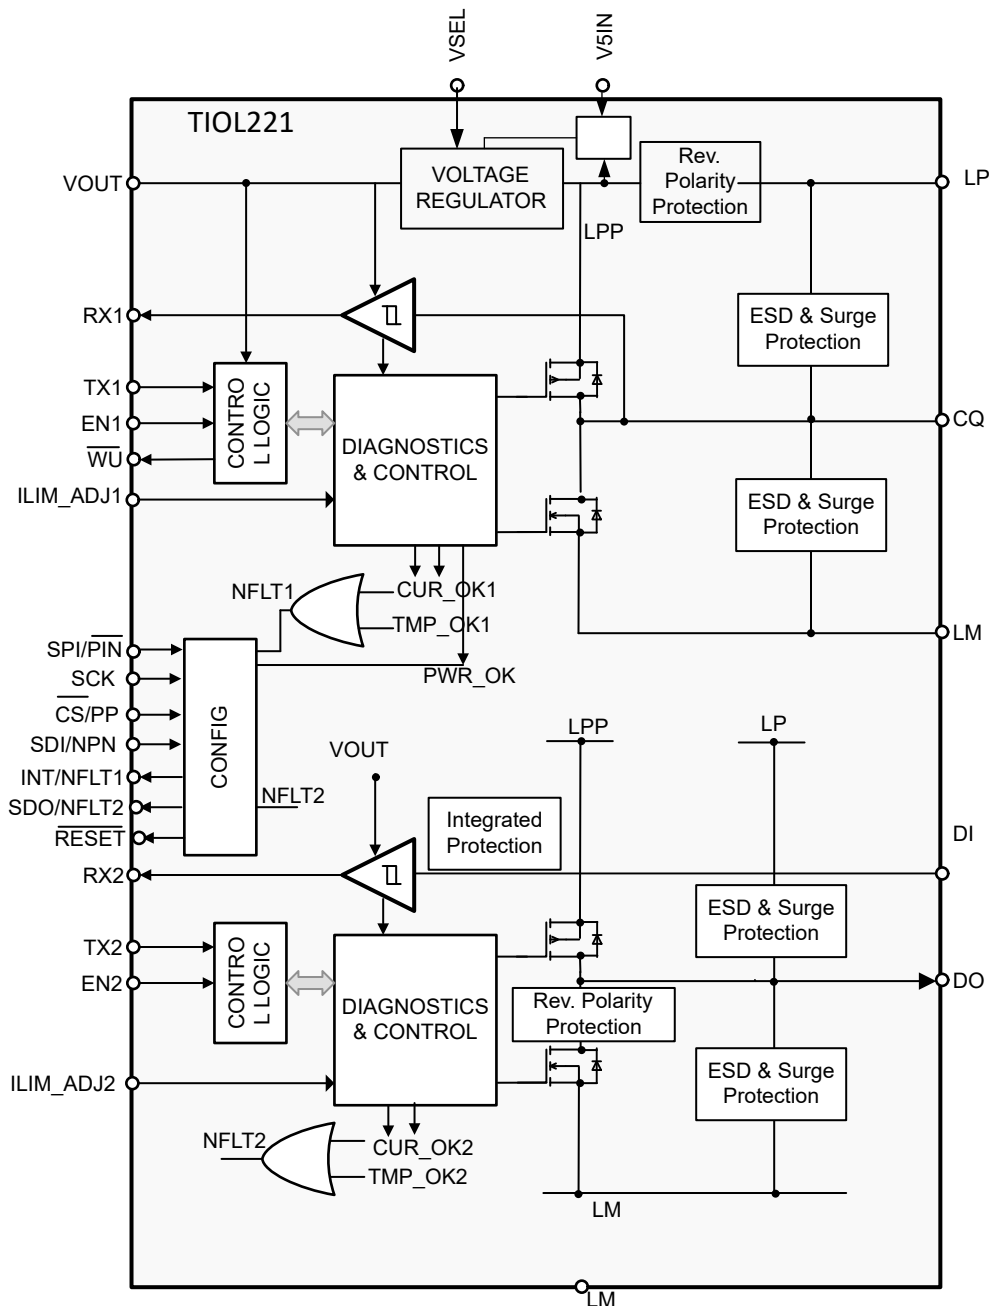 VSEL
V5IN
TIOL221
VOUT
VOLTAGE
REGULATOR
Rev.
Polarity
Protection
LP
LPP
RX1
ESD & Surge
Protection
TX1
EN1
WU
ILIM_ADJ1
CONTRO
L LOGIC
DIAGNOSTICS
& CONTROL
CQ
ESD & Surge
Protection
NFLT1
CUR_OK1
TMP_OK1
PWR_OK
LM
SPI/PIN
SCK
CS/PP
SDI/NPN
INT/NFLT1
SDO/NFLT2
RESET
CONFIG
NFLT2
VOUT
LPP
LP
Integrated
Protection
DI
RX2
ESD & Surge
Protection
TX2
EN2
CONTRO
L LOGIC
DIAGNOSTICS
& CONTROL
Rev. Polarity
Protection
DO
ILIM_ADJ2
ESD & Surge
Protection
NFLT2
CUR_OK2
TMP_OK2
LM
LM